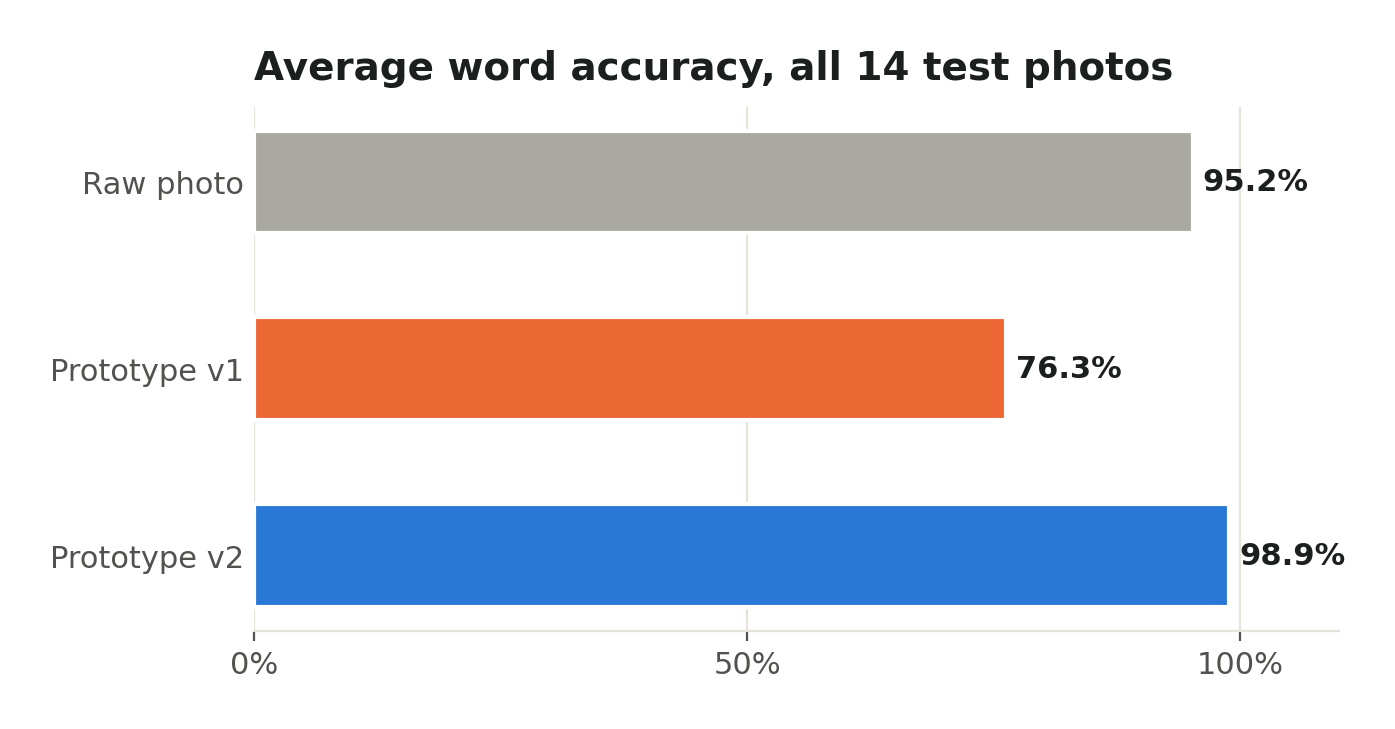 Average word accuracy, all 14 test photos
Raw photo 95.2%
Prototype v1 76.3%
Prototype v2 98.9%
0% 50% 100%